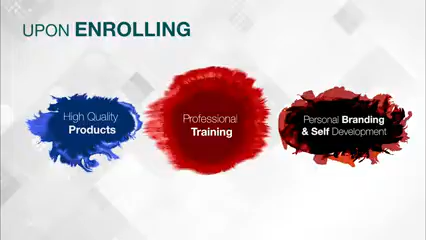 UPON ENROLLING
High Quality
Products
Professional
Training
Personal Branding
& Self Development